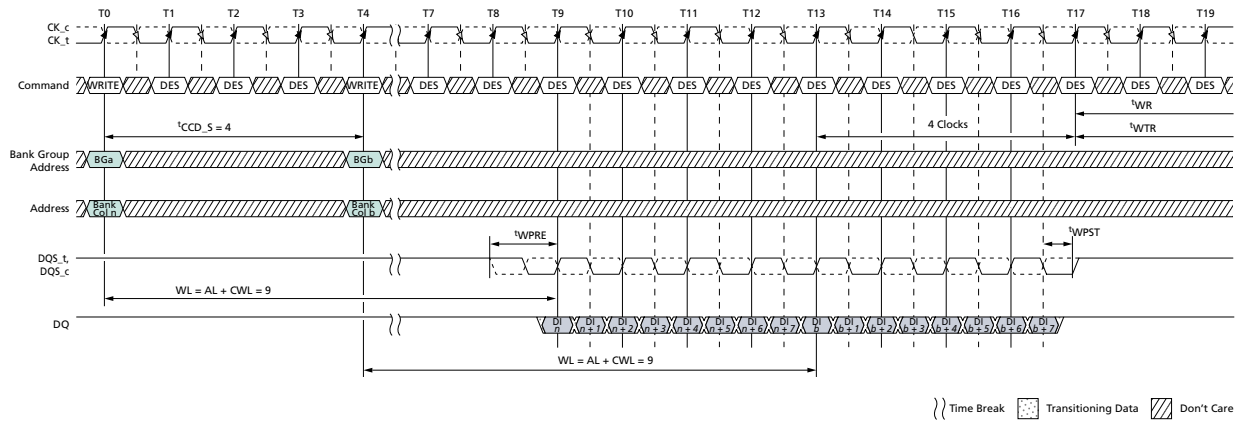 T0 T1 T2 T3 T4 T7 T8 T9 T10 T11 T12 T13 T14 T15 T16 T17 T18 T19
CK_c
CK_t
Command WRITE DES DES DES WRITE DES DES DES DES DES DES DES DES DES DES DES DES DES
tWR
tCCD_S = 4 4 Clocks tWTR
Bank Group
Address BGa BGb
Address Bank
Col n Bank
Col b
tWPRE tWPST
DQS_t,
DQS_c
WL = AL + CWL = 9
DQ DI
n DI
n + 1 DI
n + 2 DI
n + 3 DI
n + 4 DI
n + 5 DI
n + 6 DI
n + 7 DI
b DI
b + 1 DI
b + 2 DI
b + 3 DI
b + 4 DI
b + 5 DI
b + 6 DI
b + 7
WL = AL + CWL = 9
Time Break Transitioning Data Don't Care